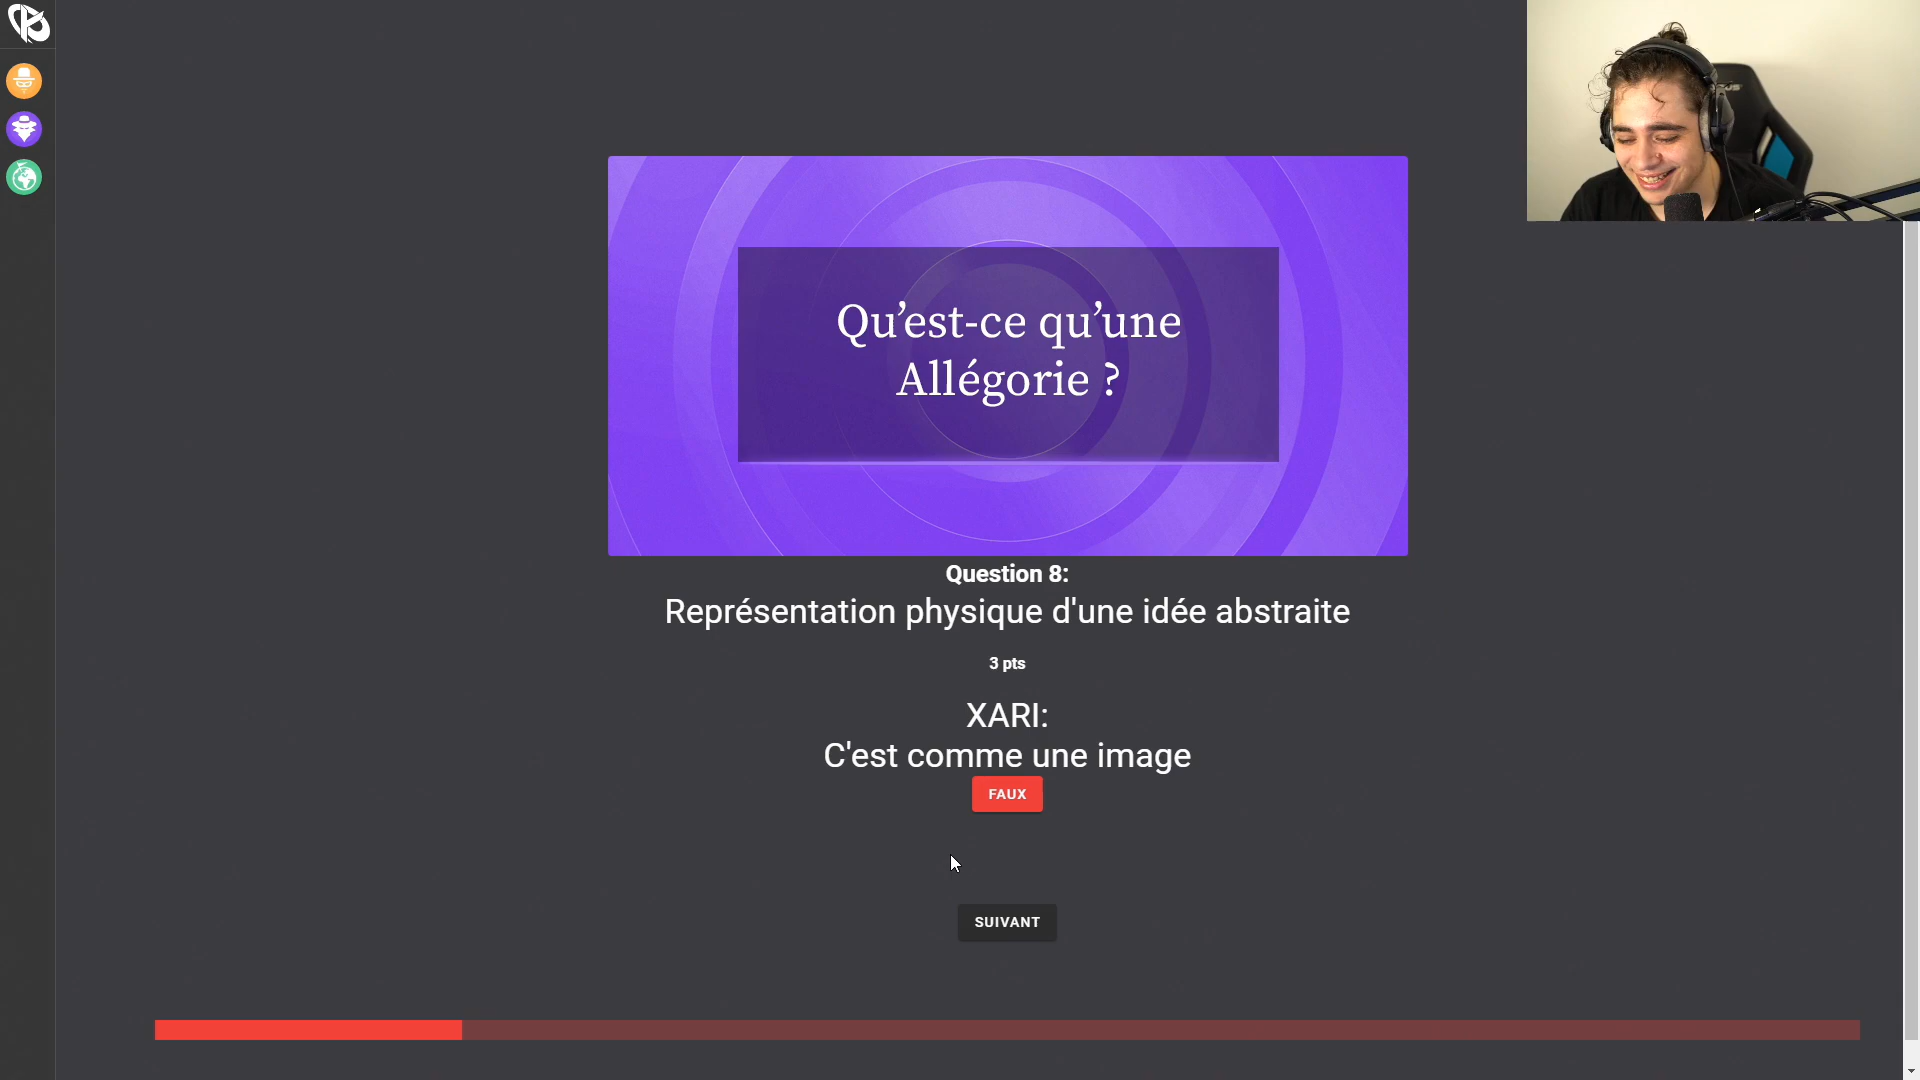 Qu’est-ce qu’une
Allégorie ?
Question 8:
Représentation physique d'une idée abstraite
3 pts
XARI:
C'est comme une image
FAUX
SUIVANT